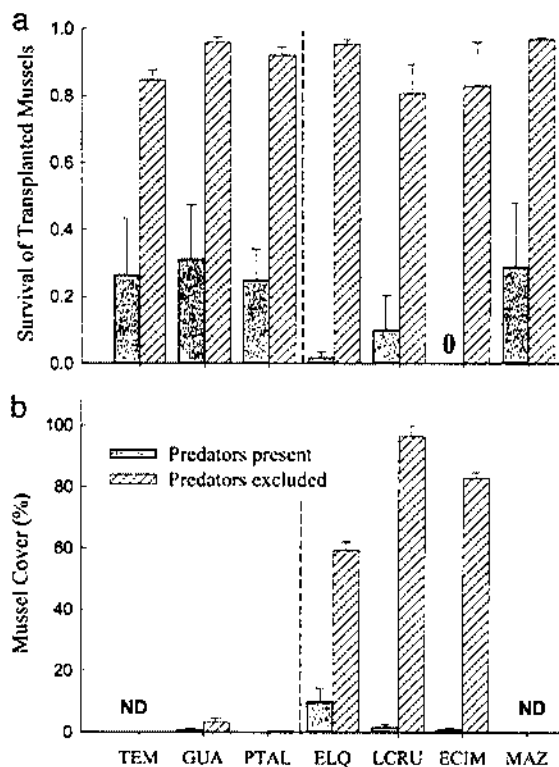 a
Survival of Transplanted Mussels
1.0
0.8
0.6
0.4
0.2
0.0
0
b
Mussel Cover (%)
100
80
60
40
20
0
Predators present
Predators excluded
ND
ND
TEM GUA PTAL ELQ LCRU ECIM MAZ